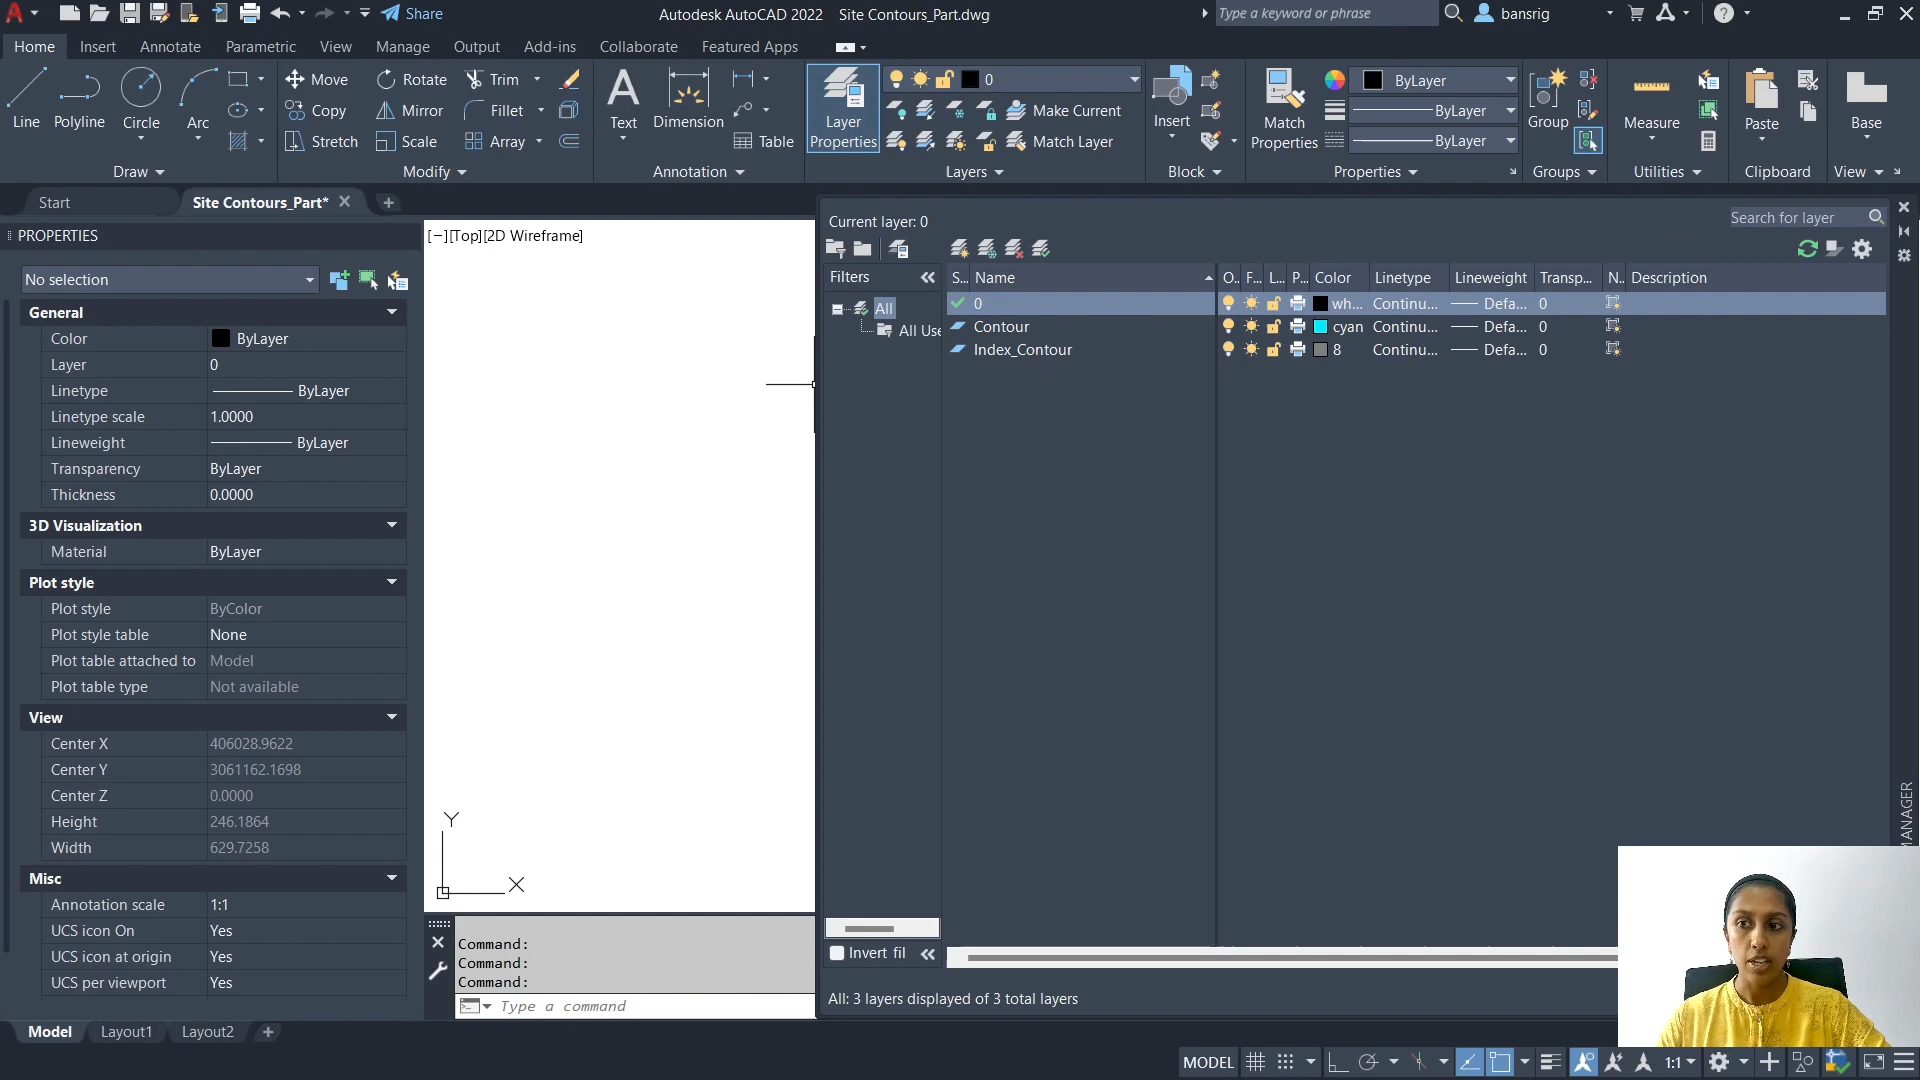 Share
Autodesk AutoCAD 2022 Site Contours_Part.dwg
Type a keyword or phrase
bansrig
Home Insert Annotate Parametric View Manage Output Add-ins Collaborate Featured Apps
Line Polyline Circle Arc
Move Rotate Trim
Copy Mirror Fillet
Stretch Scale Array
Text Dimension Table
Layer Properties
0
Make Current
Match Layer
Insert
Match Properties
ByLayer
ByLayer
ByLayer
Group Measure Paste Base
Draw Modify Annotation Layers Block Properties Groups Utilities Clipboard View
Start Site Contours_Part*
PROPERTIES
No selection
General
Color ByLayer
Layer 0
Linetype ByLayer
Linetype scale 1.0000
Lineweight ByLayer
Transparency ByLayer
Thickness 0.0000
3D Visualization
Material ByLayer
Plot style
Plot style ByColor
Plot style table None
Plot table attached to Model
Plot table type Not available
View
Center X 406028.9622
Center Y 3061162.1698
Center Z 0.0000
Height 246.1864
Width 629.7258
Misc
Annotation scale 1:1
UCS icon On Yes
UCS icon at origin Yes
UCS per viewport Yes
[−][Top][2D Wireframe]
Y
X
Command:
Command:
Command:
Type a command
Current layer: 0
Search for layer
Filters
All
All Use
S.. Name O. F... L... P.. Color Linetype Lineweight Transp... N.. Description
0 wh... Continu... Defa... 0
Contour cyan Continu... Defa... 0
Index_Contour 8 Continu... Defa... 0
Invert fil
All: 3 layers displayed of 3 total layers
MANAGER
Model Layout1 Layout2
MODEL 1:1